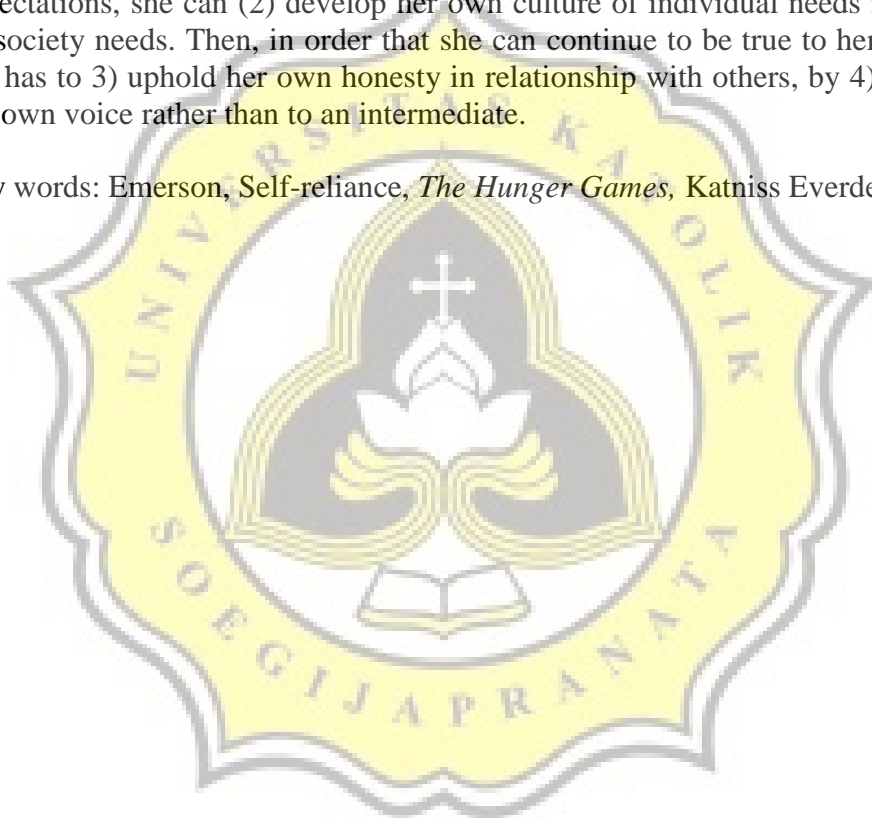 ectations, she can (2) develop her own culture of individual needs
society needs. Then, in order that she can continue to be true to her
has to 3) uphold her own honesty in relationship with others, by 4)
own voice rather than to an intermediate.
words: Emerson, Self-reliance, The Hunger Games, Katniss Everde
UNIVERSITAS KATOLIK
SOEGIJAPRANATA